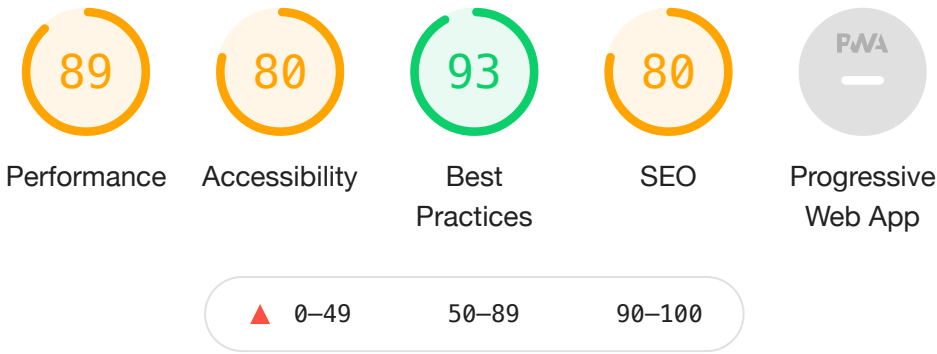 89 80 93 80 PWA
Performance Accessibility Best Practices SEO Progressive Web App
0–49 50–89 90–100